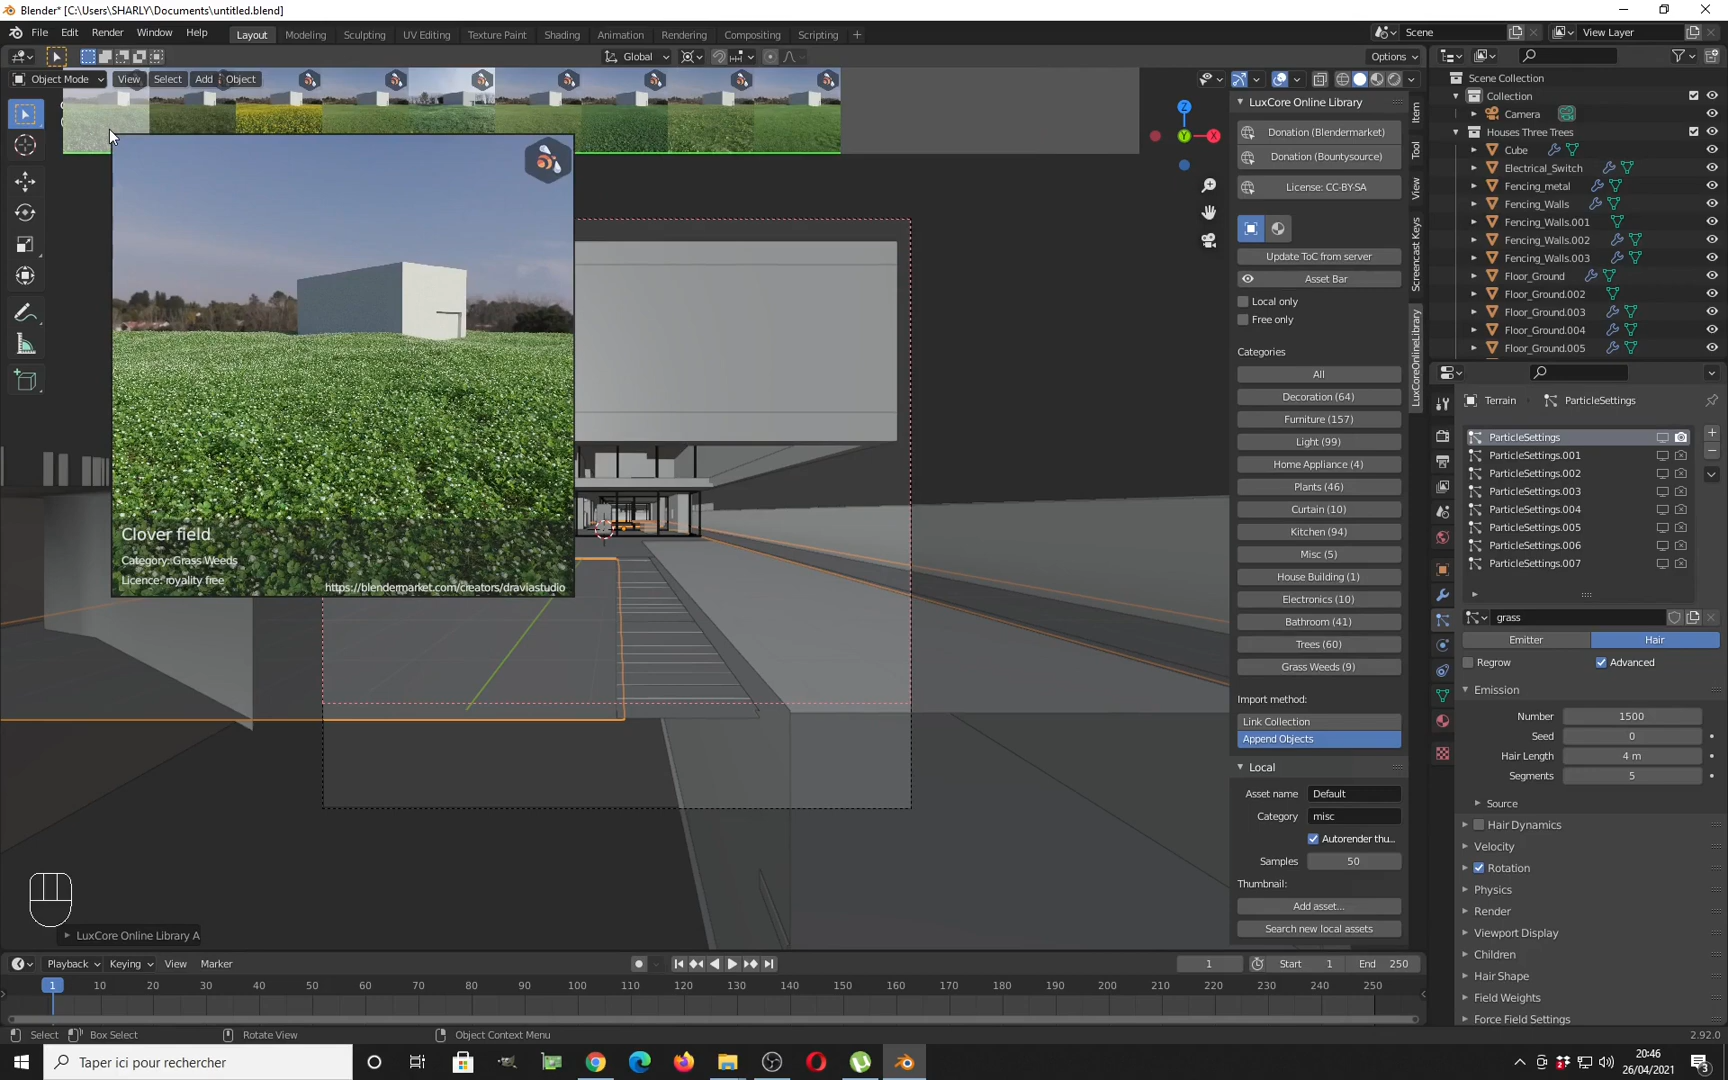 Blender* [C:\Users\SHARLY\Documents\untitled.blend]
File Edit Render Window Help
Layout Modeling Sculpting UV Editing Texture Paint Shading Animation Rendering Compositing Scripting +
Scene
View Layer
Global
Options
Object Mode View Select Add Object
Clover field
Category: Grass Weeds
Licence: royality free
https://blendermarket.com/creators/draviastudio
Z
Y
X
LuxCore Online Library
Donation (Blendermarket)
Donation (Bountysource)
License: CC-BY-SA
Update ToC from server
Asset Bar
Local only
Free only
Categories
All
Decoration (64)
Furniture (157)
Light (99)
Home Appliance (4)
Plants (46)
Curtain (10)
Kitchen (94)
Misc (5)
House Building (1)
Electronics (10)
Bathroom (41)
Trees (60)
Grass Weeds (9)
Import method:
Link Collection
Append Objects
Local
Asset name Default
Category misc
Autorender thu...
Samples 50
Thumbnail:
Add asset...
Search new local assets
Item
Tool
View
Screencast Keys
LuxCoreOnlineLibrary
Scene Collection
Collection
Camera
Houses Three Trees
Cube
Electrical_Switch
Fencing_metal
Fencing_Walls
Fencing_Walls.001
Fencing_Walls.002
Fencing_Walls.003
Floor_Ground
Floor_Ground.002
Floor_Ground.003
Floor_Ground.004
Floor_Ground.005
Terrain
ParticleSettings
ParticleSettings
ParticleSettings.001
ParticleSettings.002
ParticleSettings.003
ParticleSettings.004
ParticleSettings.005
ParticleSettings.006
ParticleSettings.007
grass
Emitter Hair
Regrow Advanced
Emission
Number 1500
Seed 0
Hair Length 4 m
Segments 5
Source
Hair Dynamics
Velocity
Rotation
Physics
Render
Viewport Display
Children
Hair Shape
Field Weights
Force Field Settings
LuxCore Online Library A
Playback Keying View Marker
1 Start 1 End 250
1 10 20 30 40 50 60 70 80 90 100 110 120 130 140 150 160 170 180 190 200 210 220 230 240 250
Select Box Select Rotate View Object Context Menu
2.92.0
Taper ici pour rechercher
20:46
26/04/2021
3